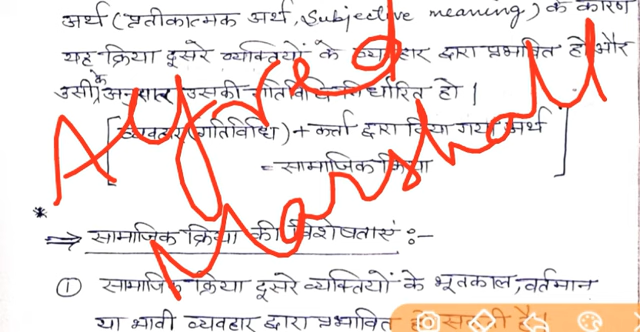 अर्थ (प्रतीकात्मक अर्थ, Subjective meaning) के कारण
यह क्रिया दूसरे व्यक्तियों के व्यवहार द्वारा प्रभावित हो और
उसी के अनुसार उसकी गतिविधि निर्धारित हो |
[व्यवहार (गतिविधि) + कर्त्ता द्वारा दिया गया अर्थ
= सामाजिक क्रिया]
Alfred
Marshall
* ⇒ सामाजिक क्रिया की विशेषताएं :-
① सामाजिक क्रिया दूसरे व्यक्तियों के भूतकाल, वर्तमान
या भावी व्यवहार द्वारा प्रभावित हो सकती है।